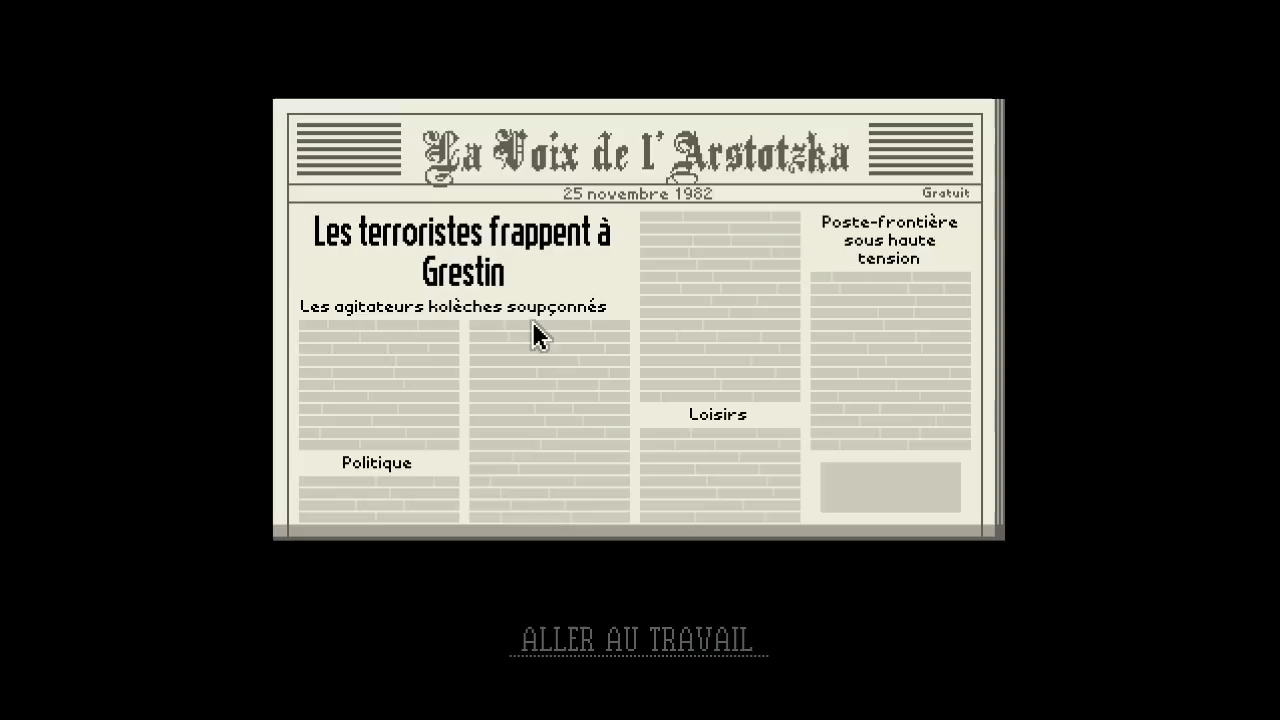 La Voix de l'Arstotzka
25 novembre 1982
Gratuit
Les terroristes frappent à
Grestin
Les agitateurs kolèches soupçonnés
Politique
Loisirs
Poste-frontière
sous haute
tension
ALLER AU TRAVAIL